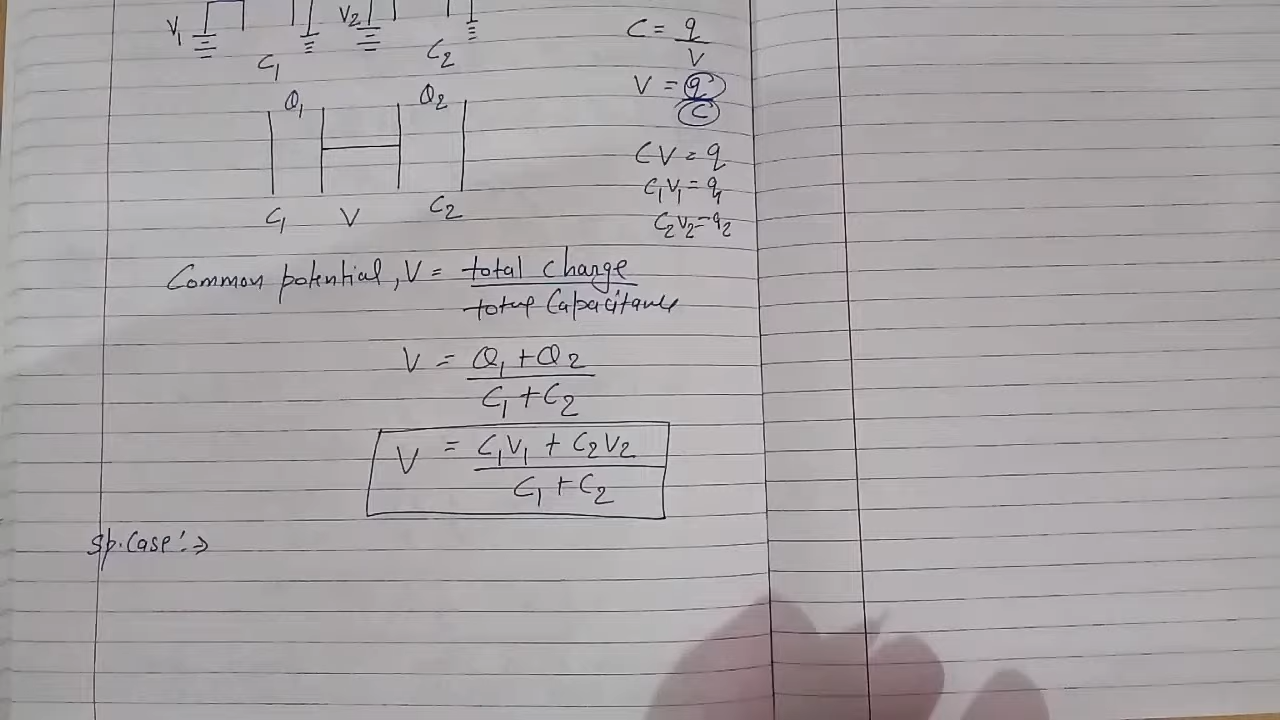 V₁ V₂
C₁ C₂
Q₁ Q₂
C₁ V C₂
C = q/V
V = q/C
CV = q
C₁V₁ = q₁
C₂V₂ = q₂
Common potential, V = total charge / total Capacitance
V = Q₁ + Q₂ / C₁ + C₂
V = C₁V₁ + C₂V₂ / C₁ + C₂
Sp. Case :⇒